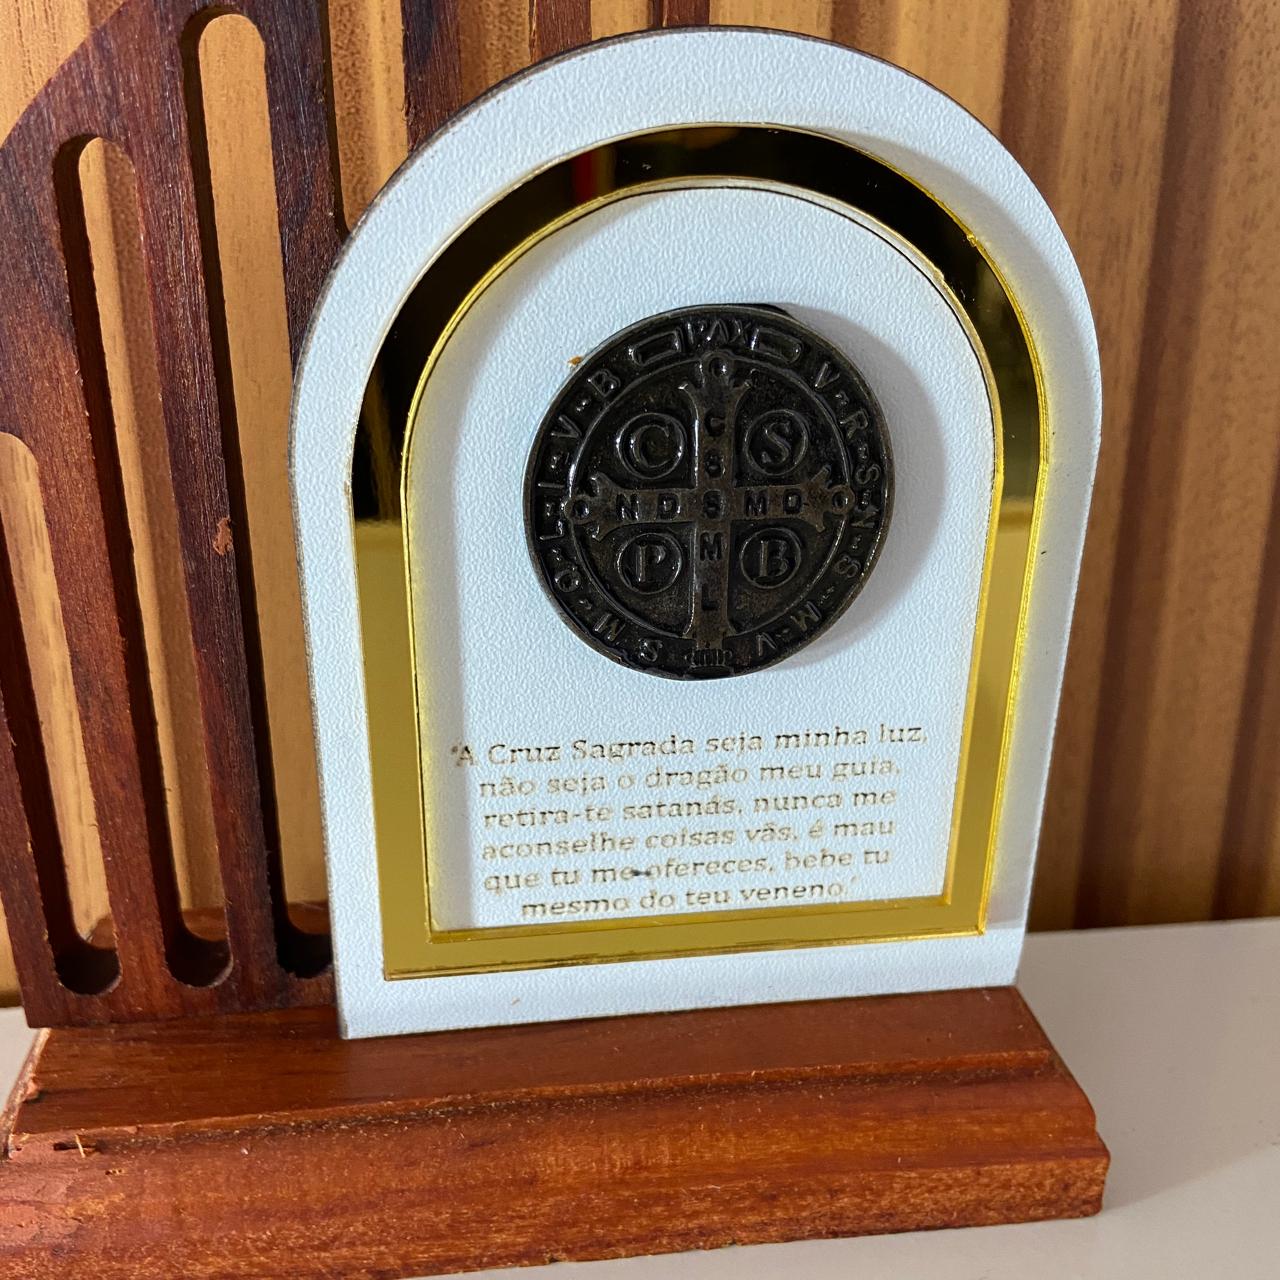 PAX
V·R·S·N·S·M·V
S·M·Q·L·I·V·B
C S
C
S
N D S M D
M
L
P B
"A Cruz Sagrada seja minha luz,
não seja o dragão meu guia,
retira-te satanás, nunca me
aconselhe coisas vãs. é mau
que tu me ofereces, bebe tu
mesmo do teu veneno."